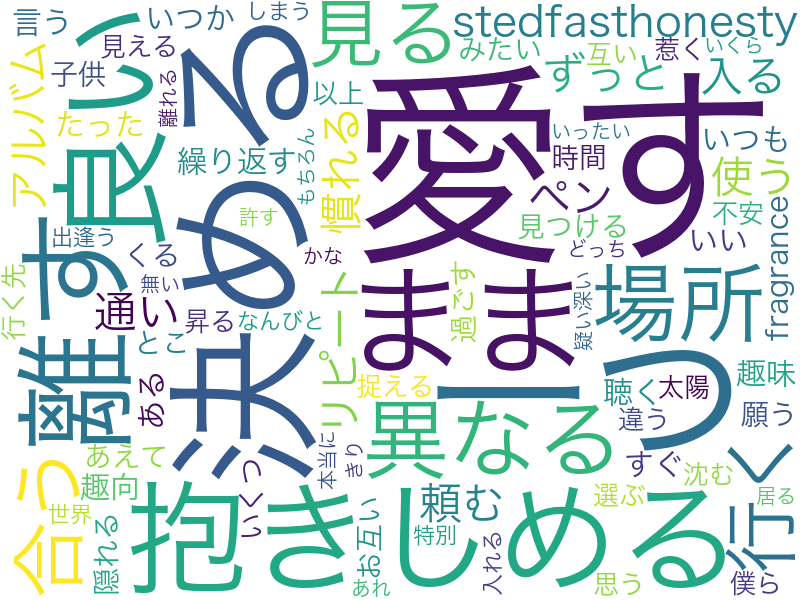 愛す
決める
抱きしめる
離す
まま
一つ
良い
異なる
場所
合う
行く
見る
stedfasthonesty
言う
いつか
しまう
見える
子供
離れる
アルバム
たった
繰り返す
以上
もちろん
慣れる
みたい
互い
惹く
いくら
ずっと
入る
いったい
時間
いつも
ペン
使う
見つける
不安
いい
どっち
fragrance
許す
出逢う
くる
無い
行く先
通い
昇る
なんびと
かな
とこ
リピート
過ごす
疑い深い
捉える
聴く
太陽
趣味
違う
願う
ある
あえて
趣向
いくつ
本当に
きり
頼む
すぐ
沈む
世界
隠れる
お互い
特別
選ぶ
居る
あれ
入れる
思う
僕ら